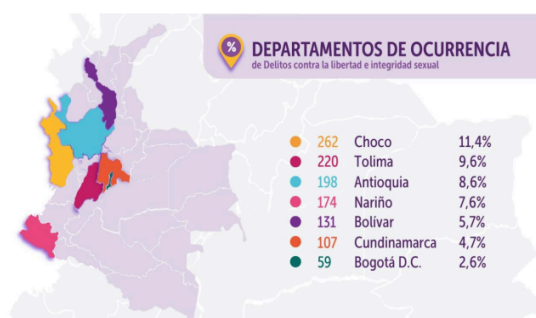 %
DEPARTAMENTOS DE OCURRENCIA
de Delitos contra la libertad e integridad sexual
262 Choco 11,4%
220 Tolima 9,6%
198 Antioquia 8,6%
174 Nariño 7,6%
131 Bolívar 5,7%
107 Cundinamarca 4,7%
59 Bogotá D.C. 2,6%